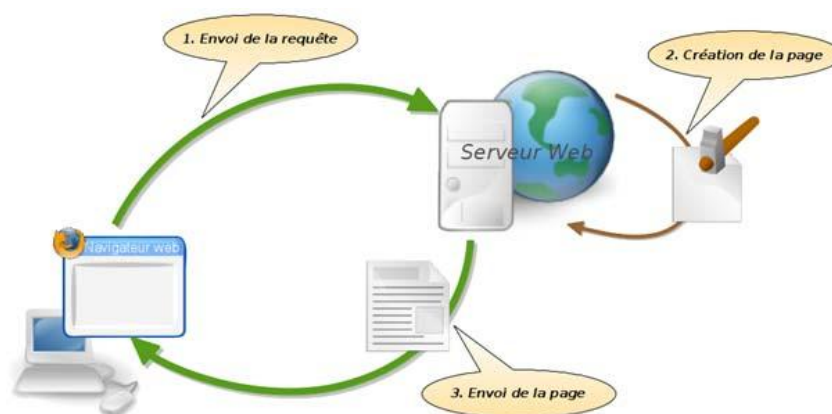 1. Envoi de la requête
2. Création de la page
Serveur Web
Navigateur web
3. Envoi de la page